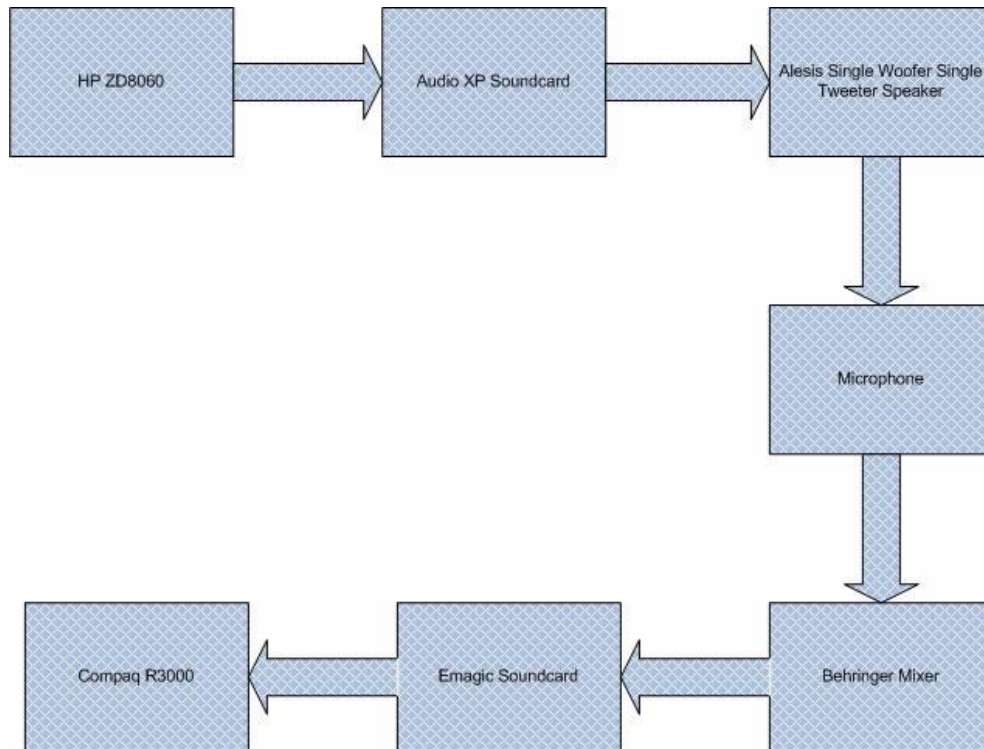 HP ZD8060
Audio XP Soundcard
Alesis Single Woofer Single
Tweeter Speaker
Microphone
Behringer Mixer
Emagic Soundcard
Compaq R3000